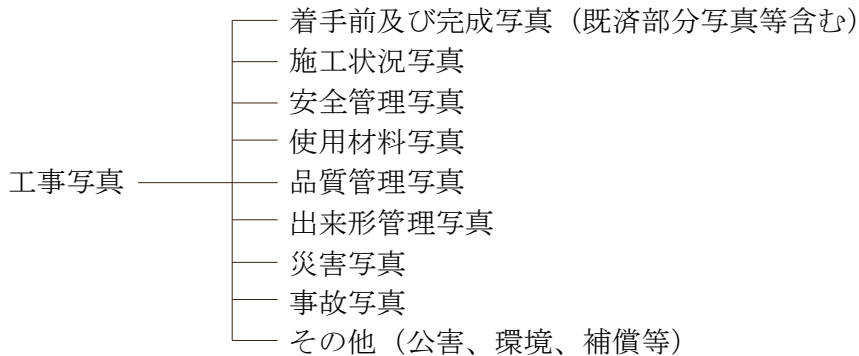 着手前及び完成写真（既済部分写真等含む）
施工状況写真
安全管理写真
使用材料写真
工事写真
品質管理写真
出来形管理写真
災害写真
事故写真
その他（公害、環境、補償等）